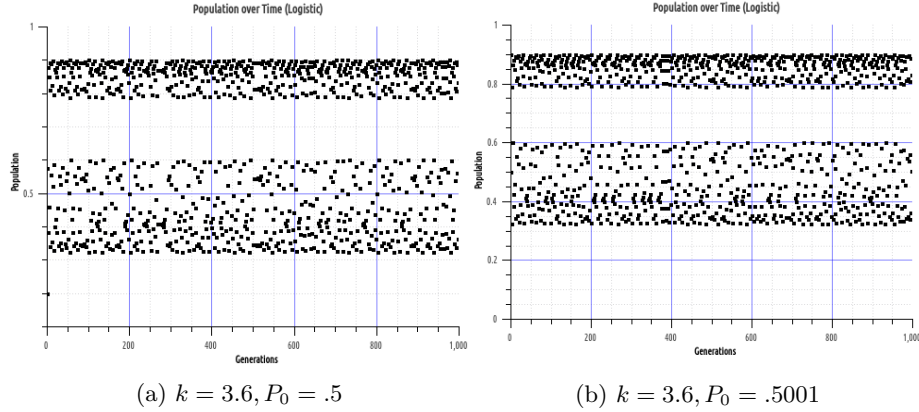 Population over Time (Logistic)
1
0.5
Population
0
200
400
600
800
1,000
Generations
(a) k = 3.6, P₀ = .5
Population over Time (Logistic)
1
0.8
0.6
0.4
0.2
0
Population
0
200
400
600
800
1,000
Generations
(b) k = 3.6, P₀ = .5001